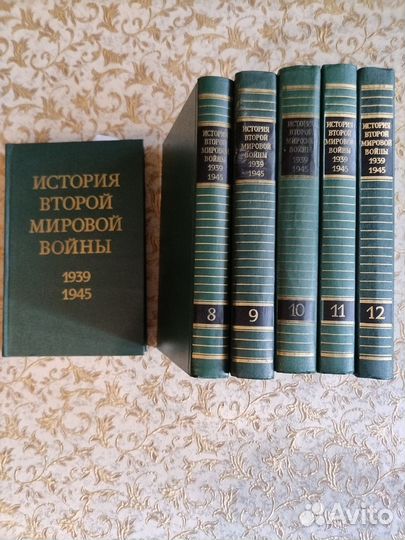 ИСТОРИЯ
ВТОРОЙ
МИРОВОЙ
ВОЙНЫ
1939
1945
ИСТОРИЯ
ВТОРОЙ
МИРОВОЙ
ВОЙНЫ
1939
1945
8
ИСТОРИЯ
ВТОРОЙ
МИРОВОЙ
ВОЙНЫ
1939
1945
9
ИСТОРИЯ
ВТОРОЙ
МИРОВОЙ
ВОЙНЫ
1939
1945
10
ИСТОРИЯ
ВТОРОЙ
МИРОВОЙ
ВОЙНЫ
1939
1945
11
ИСТОРИЯ
ВТОРОЙ
МИРОВОЙ
ВОЙНЫ
1939
1945
12
Avito